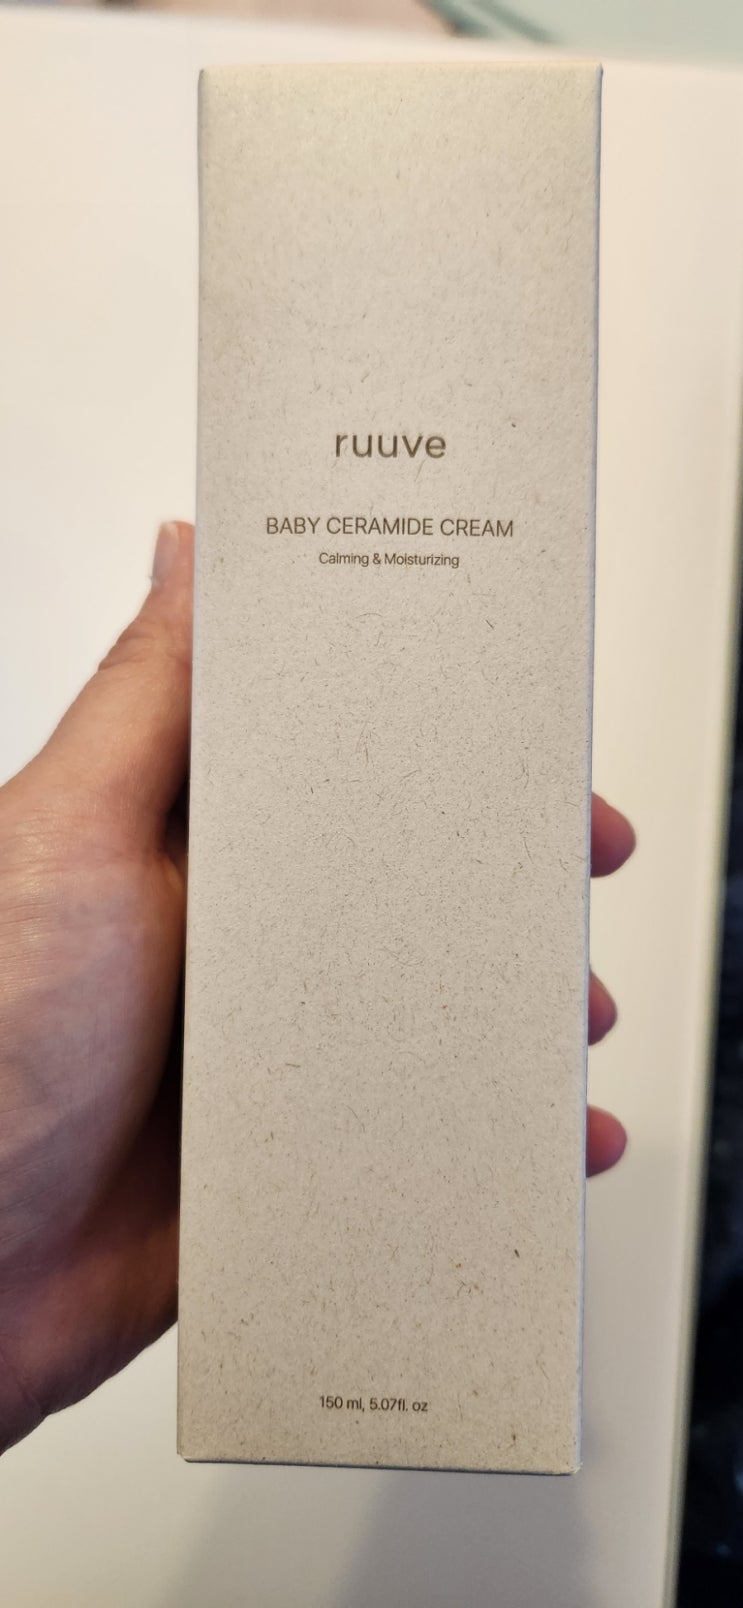 ruuve
BABY CERAMIDE CREAM
Calming & Moisturizing
150 ml, 5.07fl. oz